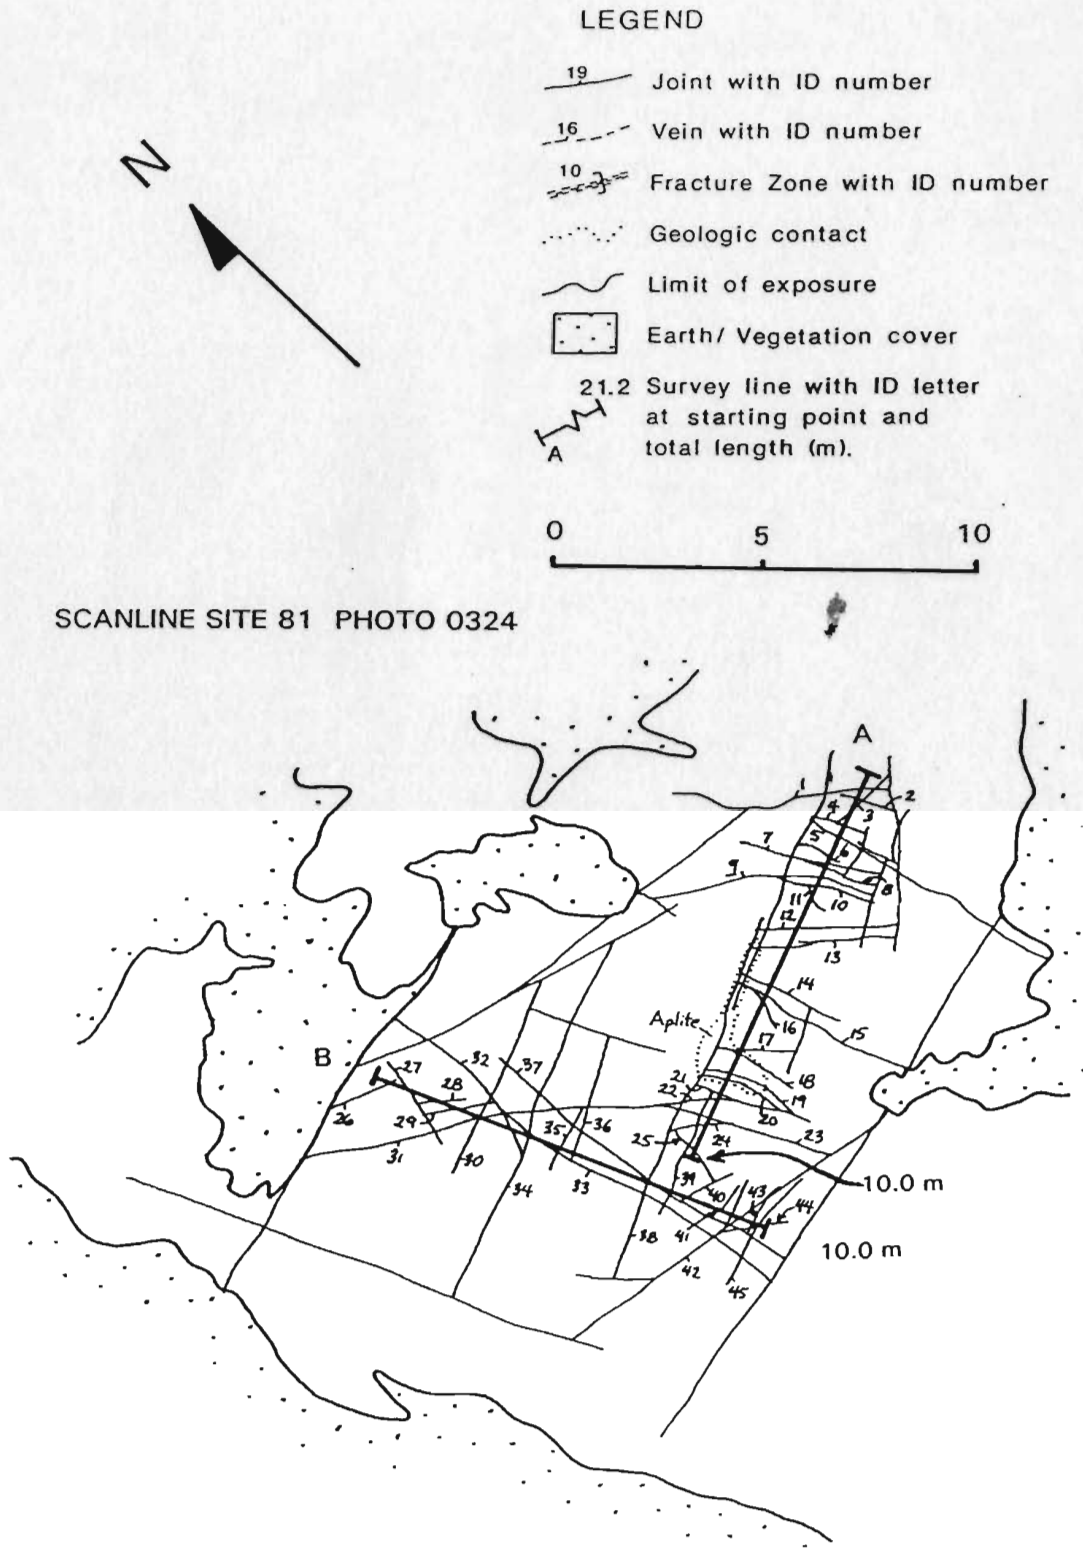 LEGEND
19 Joint with ID number
16 Vein with ID number
10 Fracture Zone with ID number
Geologic contact
Limit of exposure
Earth/ Vegetation cover
21.2 Survey line with ID letter
at starting point and
A total length (m).
N
0 5 10
SCANLINE SITE 81 PHOTO 0324
A
1
2
3
4
5
6
7
8
9
10
11
12
13
14
15
16
Aplite
17
18
19
20
21
22
23
24
25
B
26
27
28
29
30
31
32
33
34
35
36
37
38
39
40
41
42
43
44
45
10.0 m
10.0 m